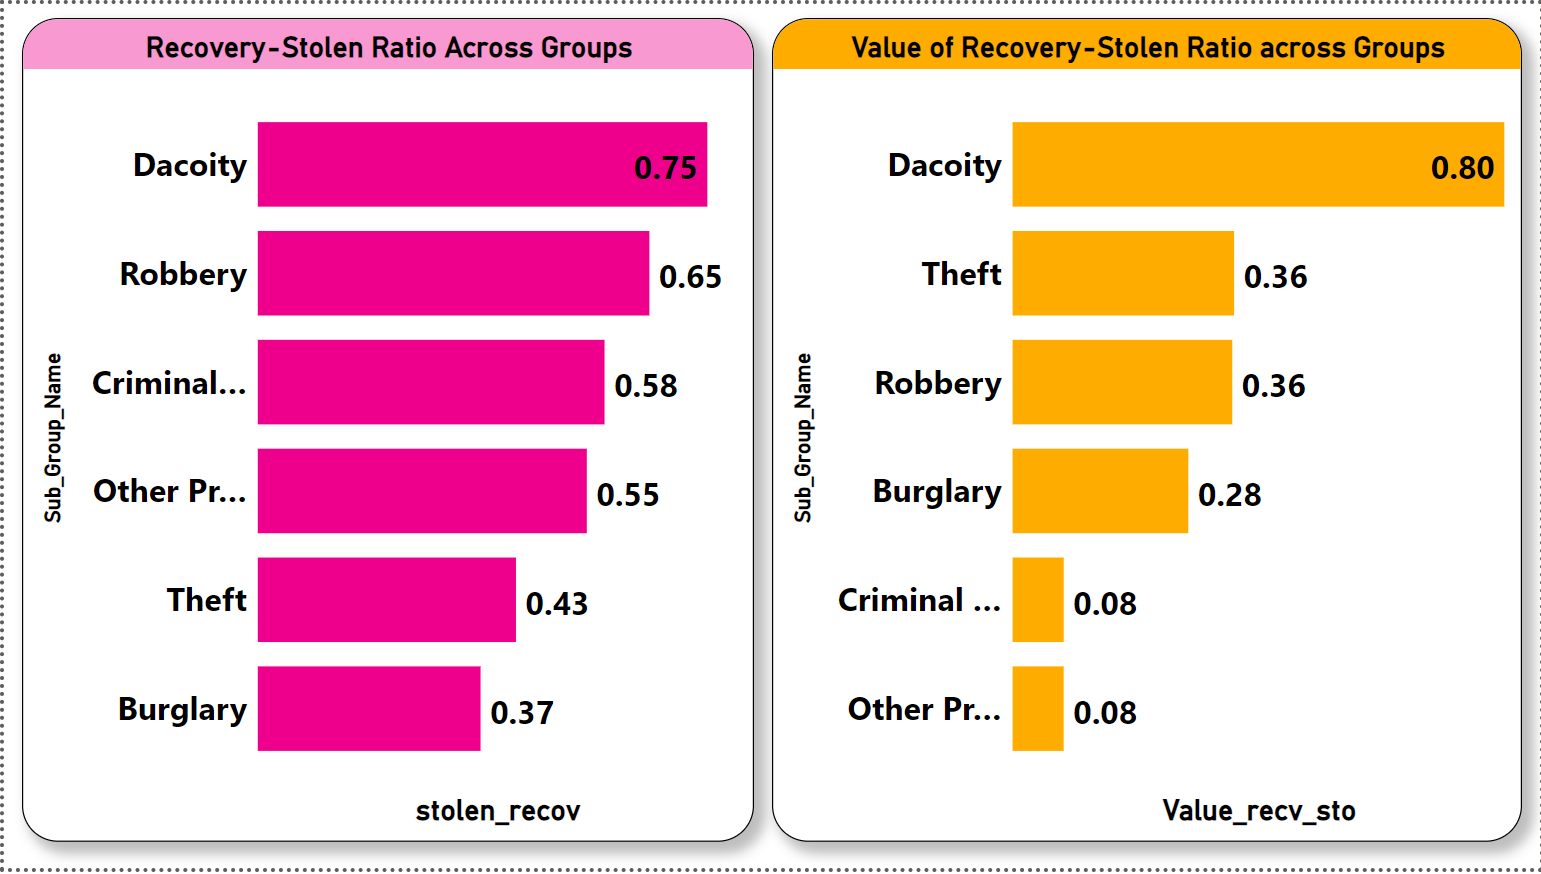 Recovery-Stolen Ratio Across Groups
Sub_Group_Name
Dacoity 0.75
Robbery 0.65
Criminal... 0.58
Other Pr... 0.55
Theft 0.43
Burglary 0.37
stolen_recov
Value of Recovery-Stolen Ratio across Groups
Sub_Group_Name
Dacoity 0.80
Theft 0.36
Robbery 0.36
Burglary 0.28
Criminal ... 0.08
Other Pr... 0.08
Value_recv_sto